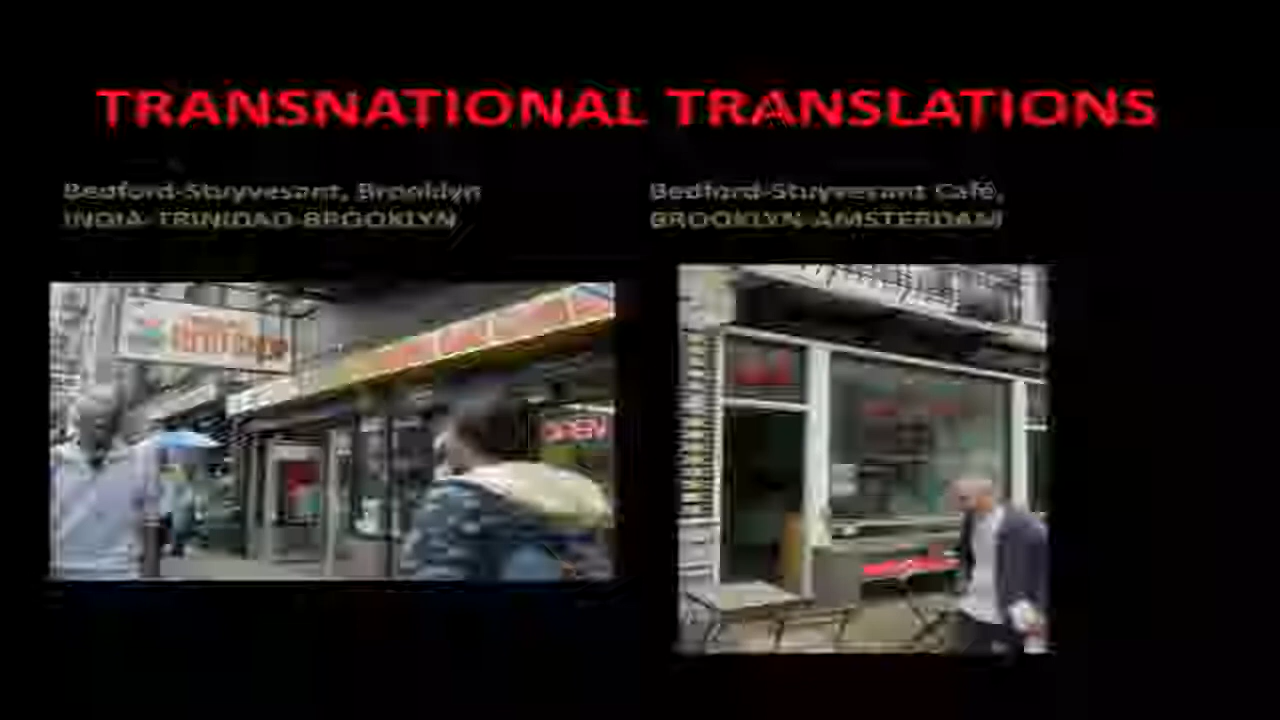 TRANSNATIONAL TRANSLATIONS
Bedford-Stuyvesant, Brooklyn
INDIA-TRINIDAD-BROOKLYN
Bedford-Stuyvesant Café,
BROOKLYN-AMSTERDAM
OPEN